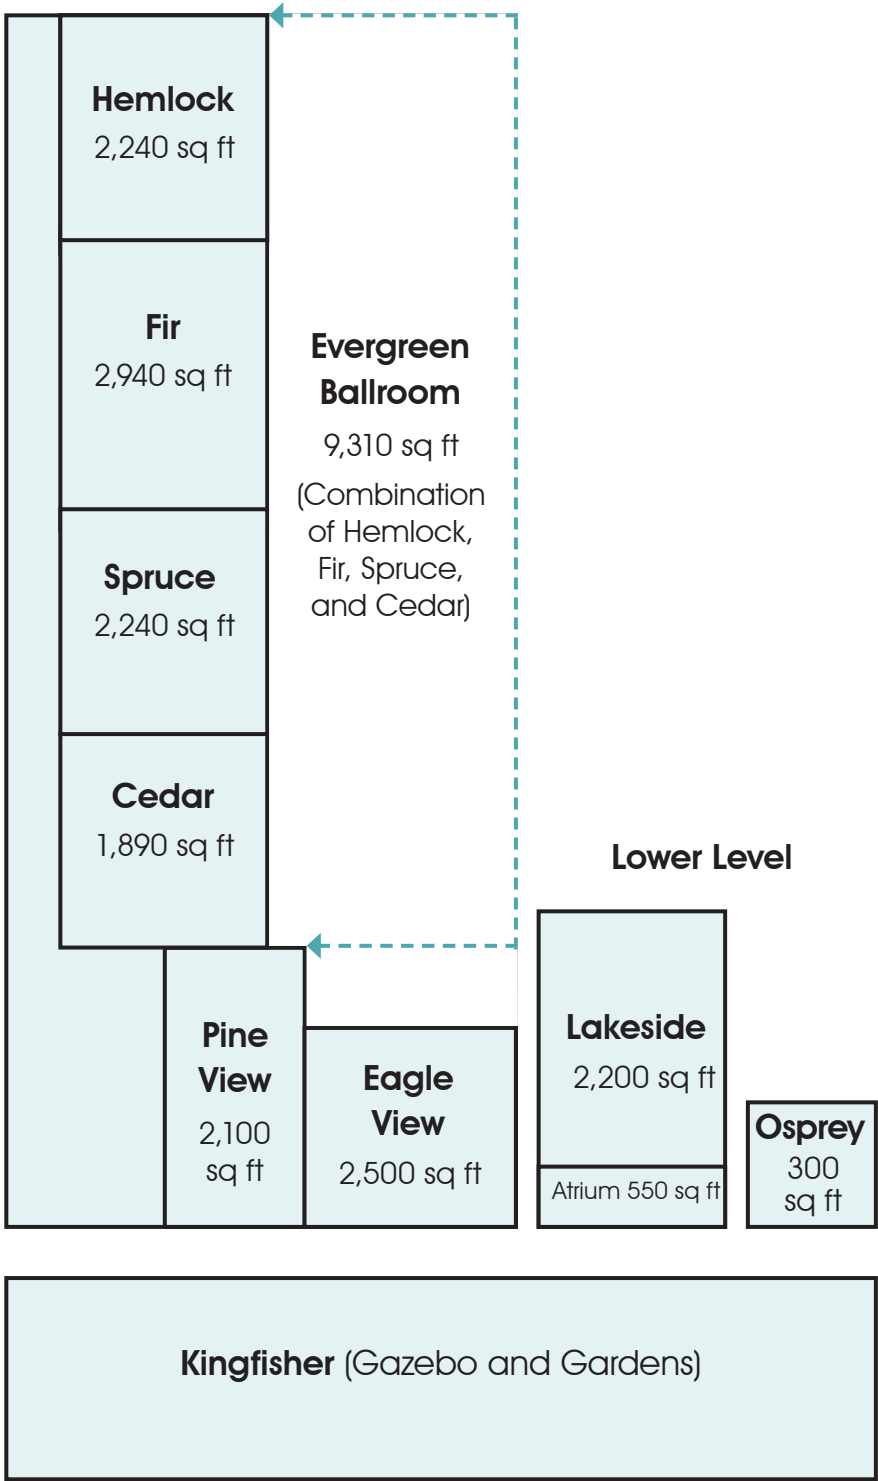 Hemlock
2,240 sq ft
Fir
2,940 sq ft
Evergreen
Ballroom
9,310 sq ft
(Combination
of Hemlock,
Fir, Spruce,
and Cedar)
Spruce
2,240 sq ft
Cedar
1,890 sq ft
Pine
View
2,100
sq ft
Eagle
View
2,500 sq ft
Lower Level
Lakeside
2,200 sq ft
Atrium 550 sq ft
Osprey
300
sq ft
Kingfisher (Gazebo and Gardens)